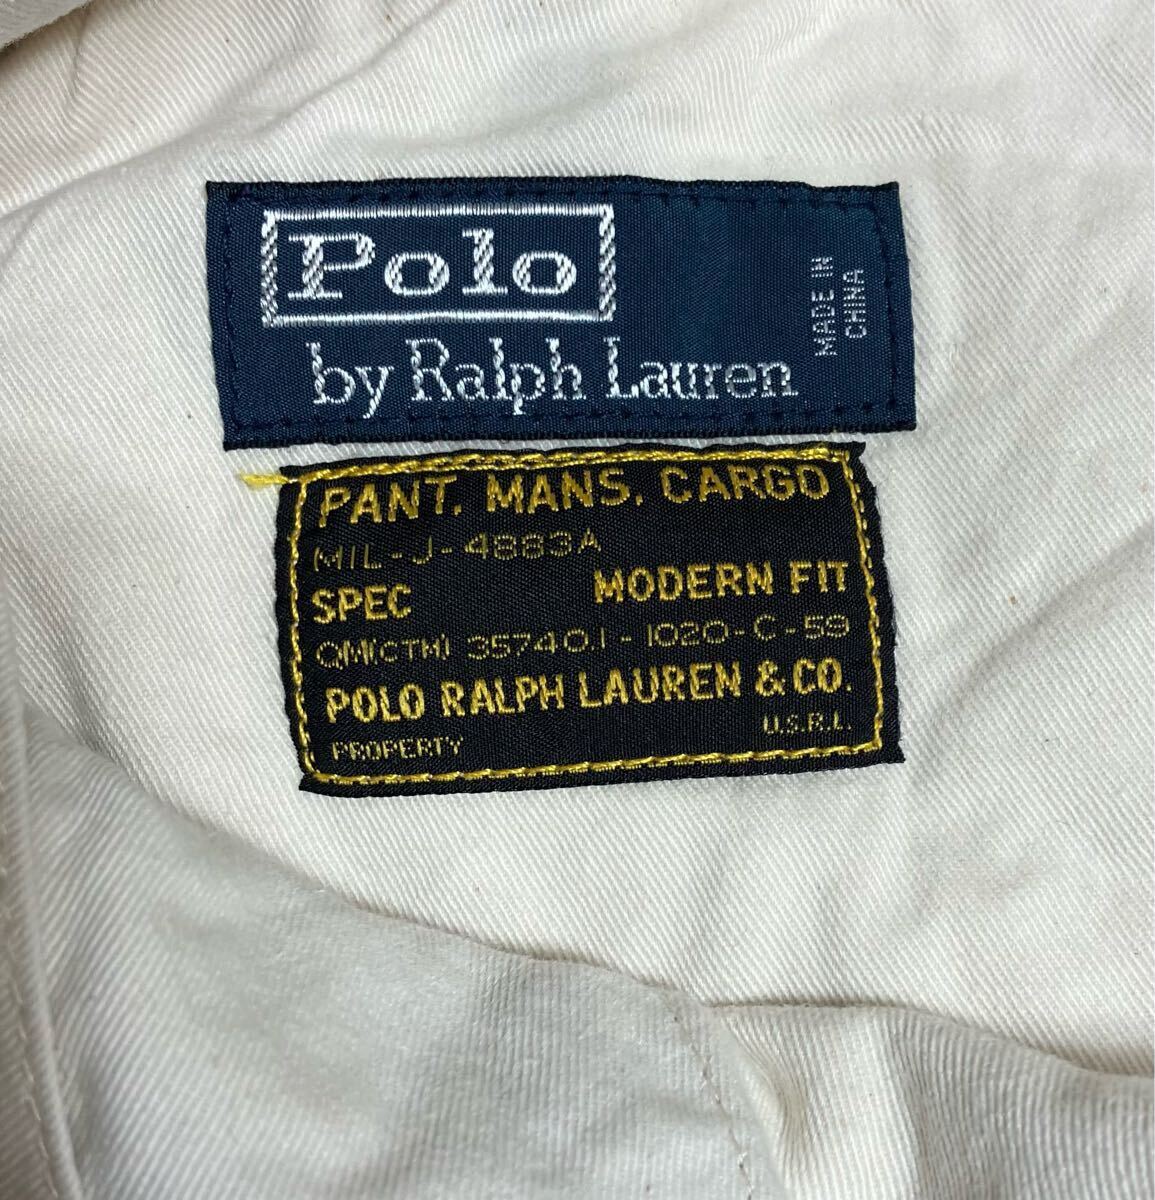 Polo
by Ralph Lauren
MADE IN
CHINA
PANT, MANS, CARGO
MIL-J-4883A
SPEC MODERN FIT
QM(CTM) 35740.1-1020-C-59
POLO RALPH LAUREN & CO.
PROPERTY U.S.R.L.